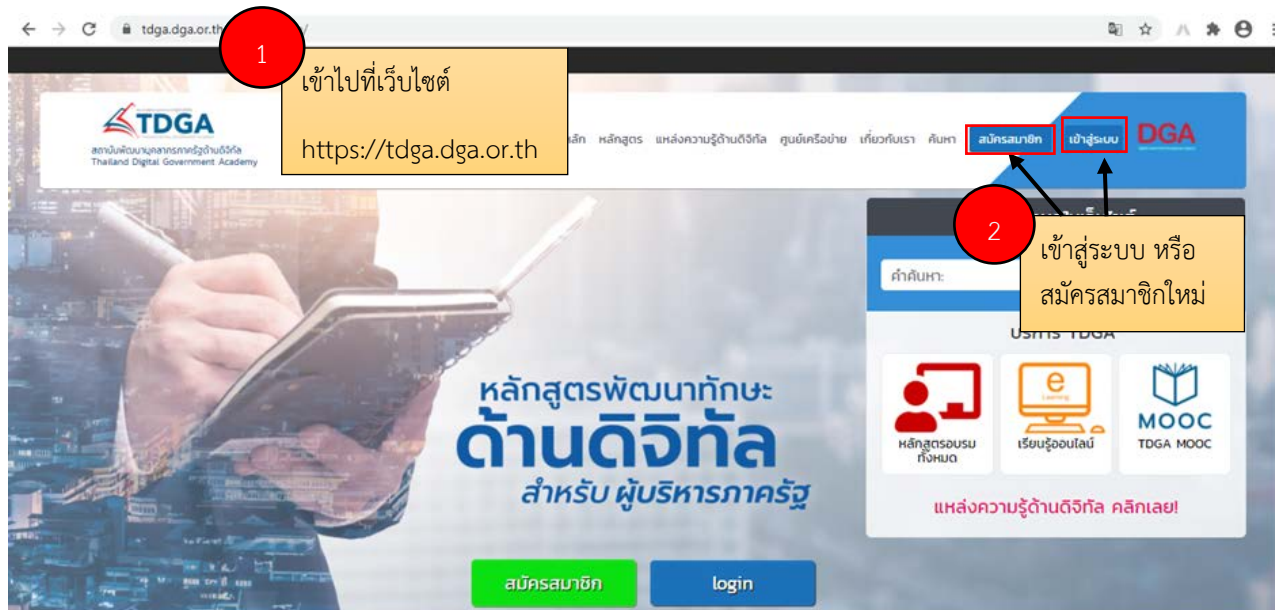 tdga.dga.or.th
1
เข้าไปที่เว็บไซต์
https://tdga.dga.or.th
TDGA
สถาบันพัฒนาบุคลากรภาครัฐด้านดิจิทัล
Thailand Digital Government Academy
หลักสูตร แหล่งความรู้ด้านดิจิทัล ศูนย์เครือข่าย เกี่ยวกับเรา ค้นหา สมัครสมาชิก เข้าสู่ระบบ DGA
2
เข้าสู่ระบบ หรือ
สมัครสมาชิกใหม่
คำค้นหา:
บริการ TDGA
e
Learning
MOOC
หลักสูตรอบรม
ทั้งหมด
เรียนรู้ออนไลน์
TDGA MOOC
แหล่งความรู้ด้านดิจิทัล คลิกเลย!
หลักสูตรพัฒนาทักษะ
ด้านดิจิทัล
สำหรับ ผู้บริหารภาครัฐ
สมัครสมาชิก
login